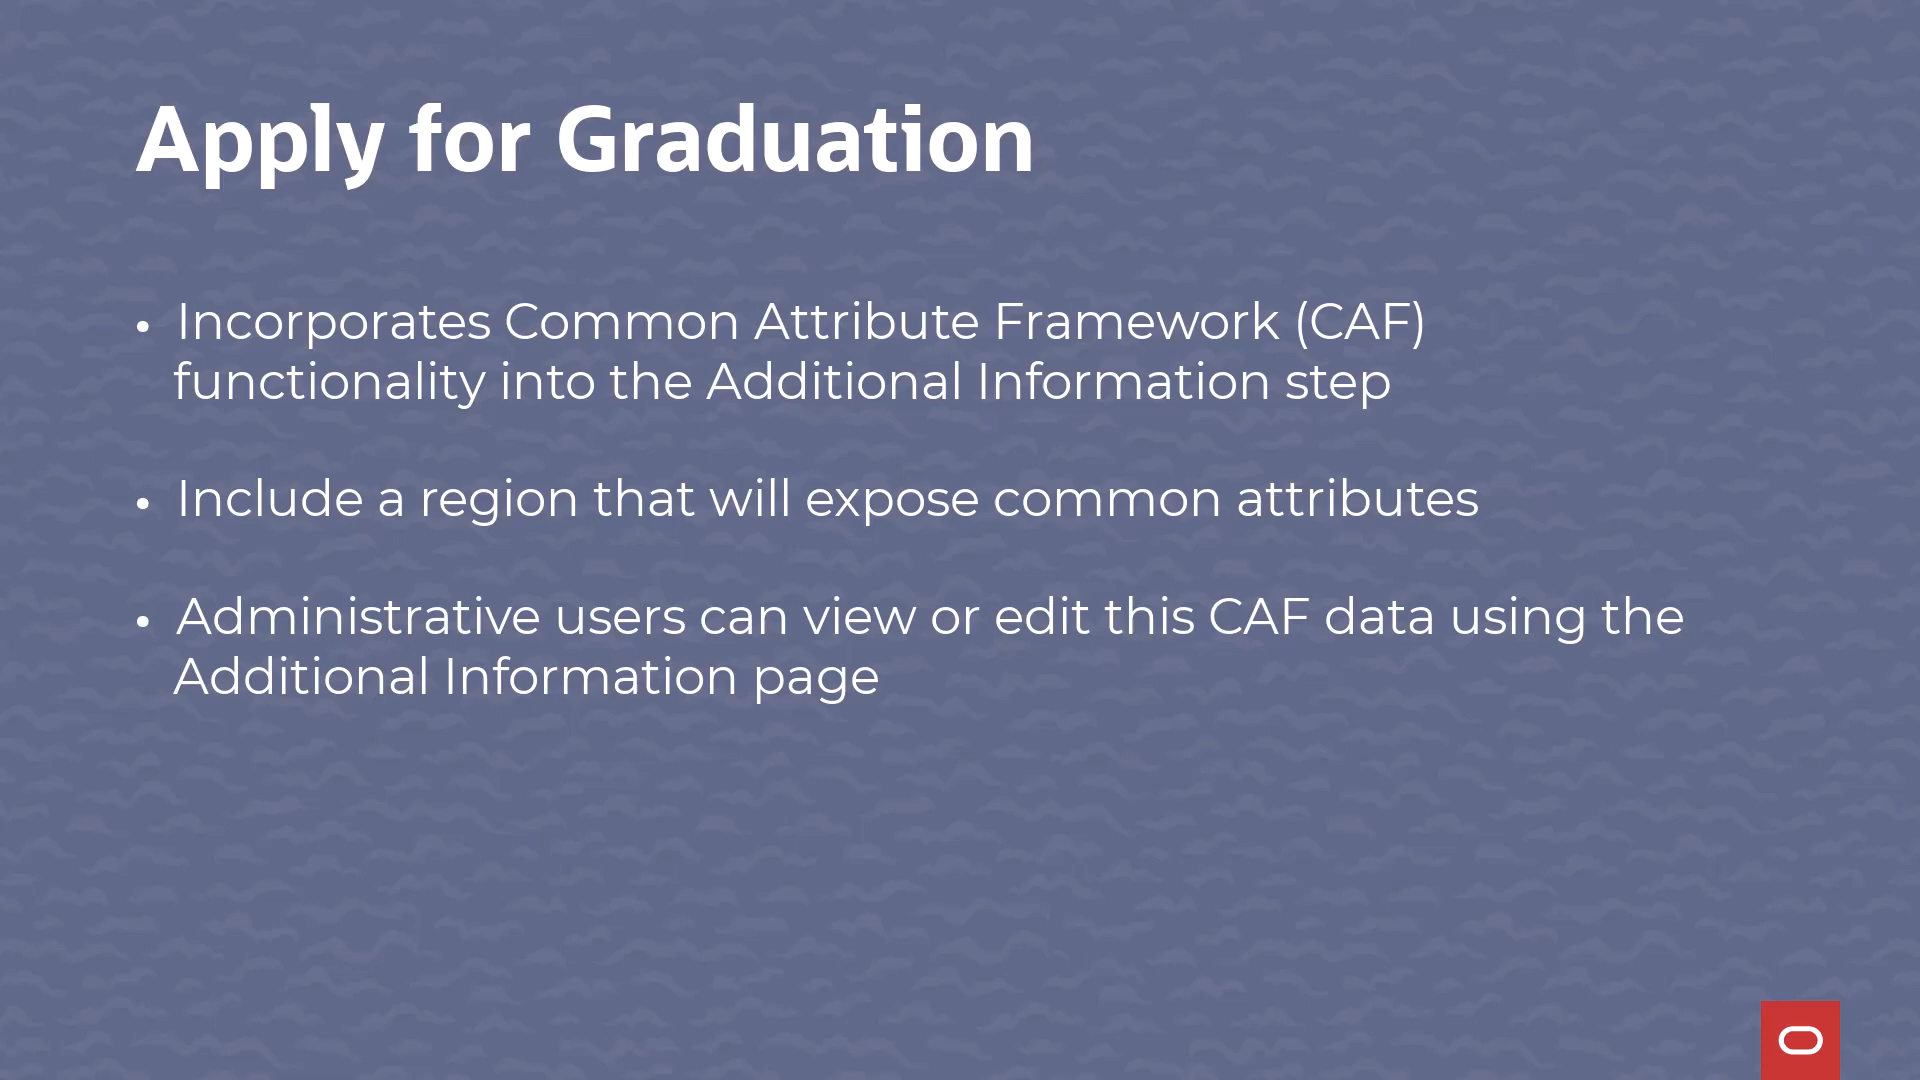 Apply for Graduation
• Incorporates Common Attribute Framework (CAF)
functionality into the Additional Information step
• Include a region that will expose common attributes
• Administrative users can view or edit this CAF data using the
Additional Information page